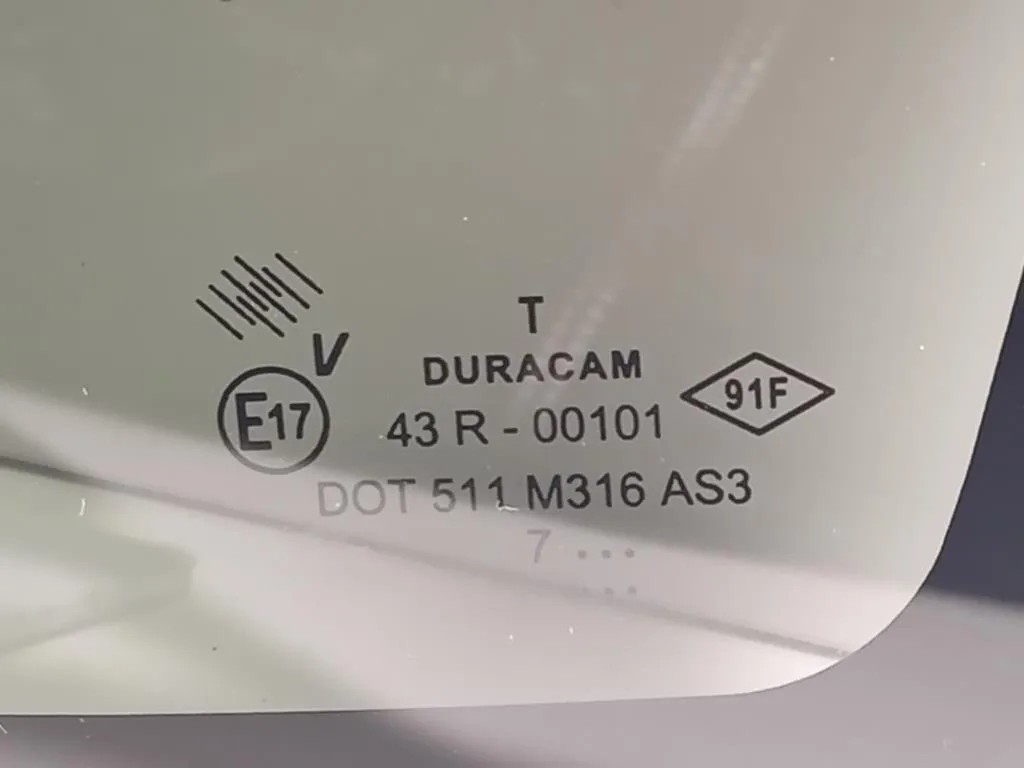 T
V
DURACAM
91F
E17
43 R - 00101
DOT 511 M316 AS3
7 ...
...